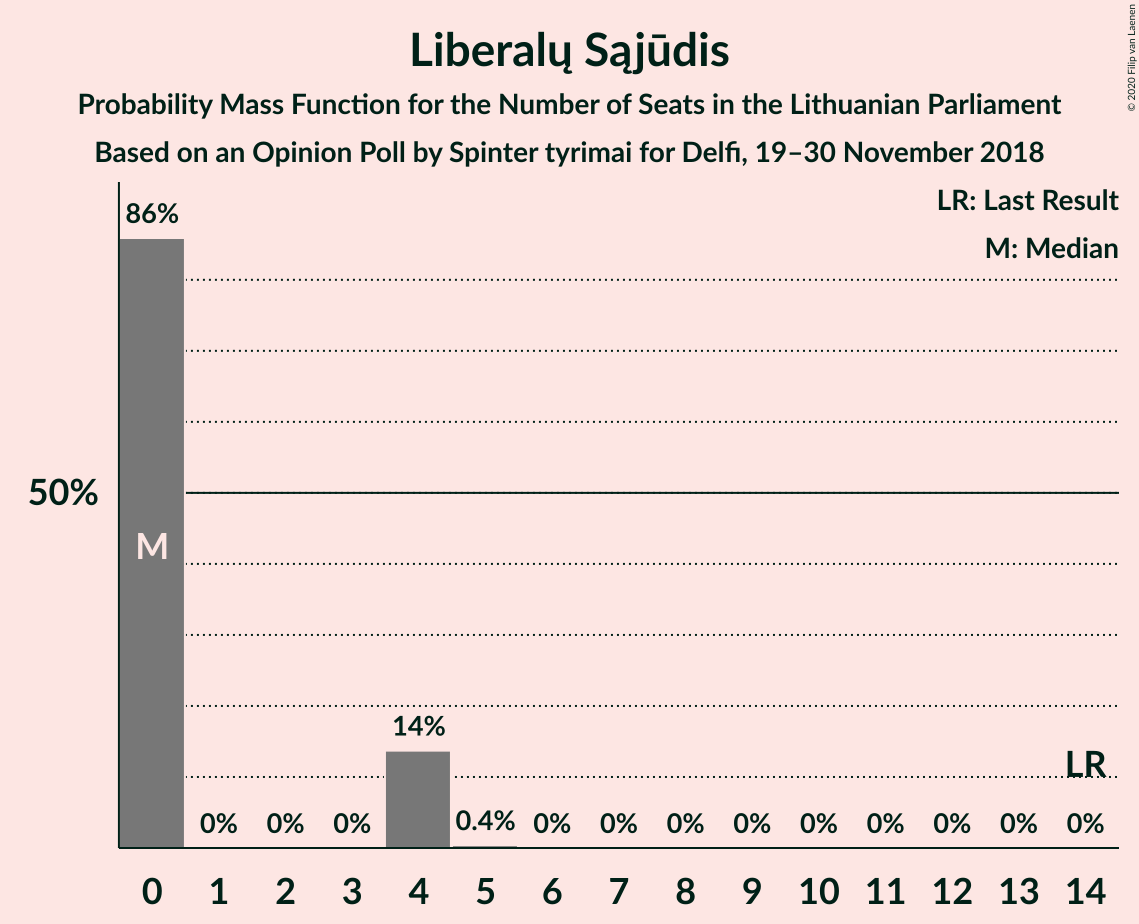 Liberalų Sąjūdis
Probability Mass Function for the Number of Seats in the Lithuanian Parliament
Based on an Opinion Poll by Spinter tyrimai for Delfi, 19–30 November 2018
© 2020 Filip van Laenen
LR: Last Result
M: Median
86%
50%
M
14%
LR
0% 0% 0% 0.4% 0% 0% 0% 0% 0% 0% 0% 0% 0%
0 1 2 3 4 5 6 7 8 9 10 11 12 13 14